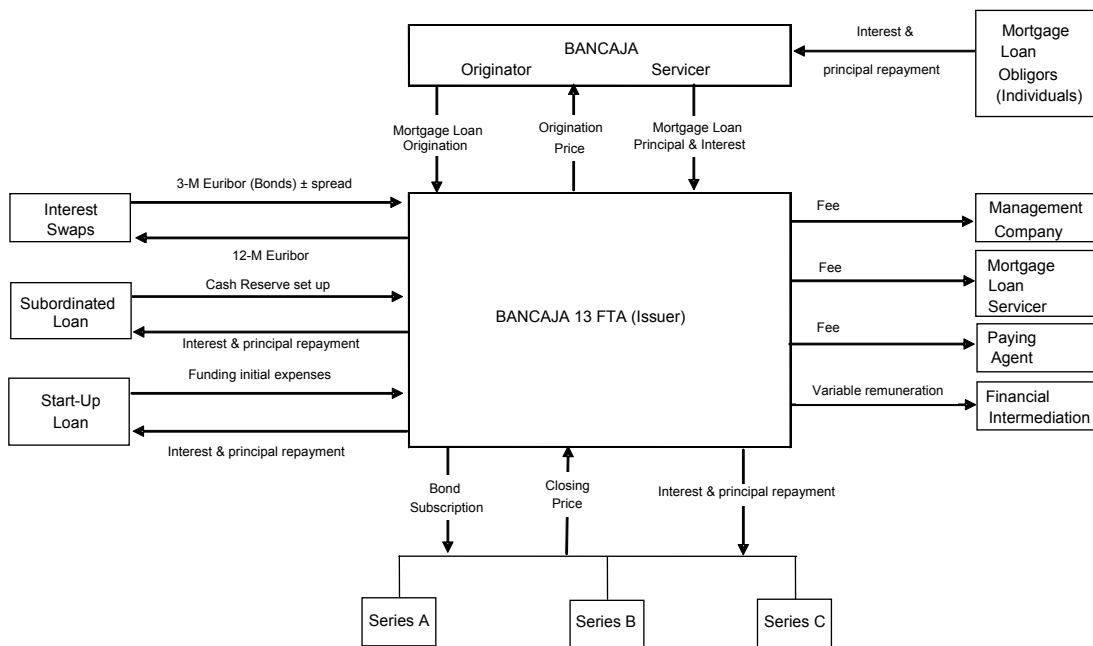 BANCAJA
Originator Servicer
Interest &
principal repayment
Mortgage
Loan
Obligors
(Individuals)
Mortgage Loan
Origination
Origination
Price
Mortgage Loan
Principal & Interest
3-M Euribor (Bonds) ± spread
Interest
Swaps
12-M Euribor
Cash Reserve set up
Subordinated
Loan
Interest & principal repayment
Funding initial expenses
Start-Up
Loan
Interest & principal repayment
BANCAJA 13 FTA (Issuer)
Fee
Management
Company
Fee
Mortgage
Loan
Servicer
Fee
Paying
Agent
Variable remuneration
Financial
Intermediation
Bond
Subscription
Closing
Price
Interest & principal repayment
Series A
Series B
Series C